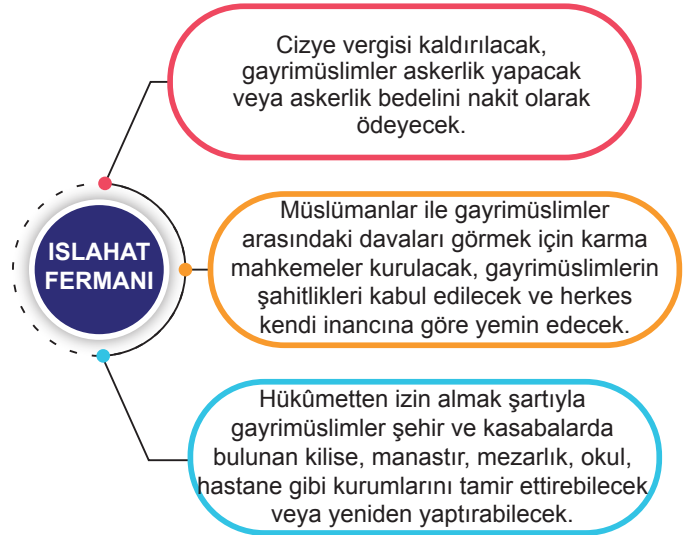 Cizye vergisi kaldırılacak,
gayrimüslimler askerlik yapacak
veya askerlik bedelini nakit olarak
ödeyecek.
ISLAHAT
FERMANI
Müslümanlar ile gayrimüslimler
arasındaki davaları görmek için karma
mahkemeler kurulacak, gayrimüslimlerin
şahitlikleri kabul edilecek ve herkes
kendi inancına göre yemin edecek.
Hükûmetten izin almak şartıyla
gayrimüslimler şehir ve kasabalarda
bulunan kilise, manastır, mezarlık, okul,
hastane gibi kurumlarını tamir ettirebilecek
veya yeniden yaptırabilecek.